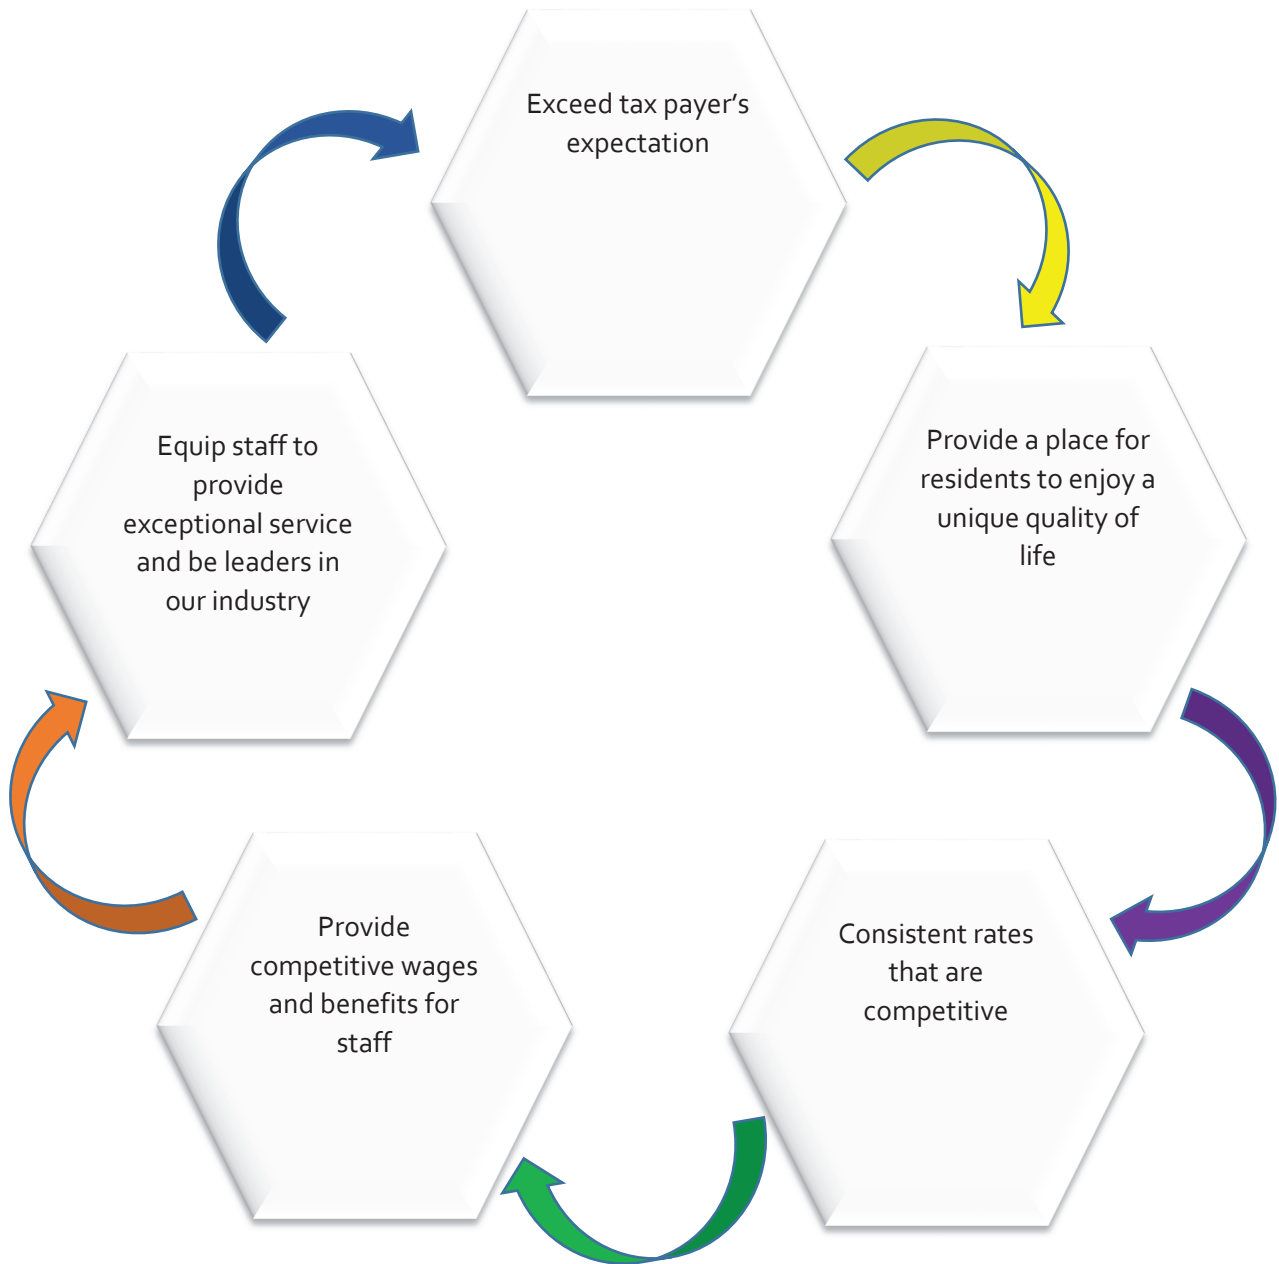 Exceed tax payer’s
expectation
Provide a place for
residents to enjoy a
unique quality of
life
Consistent rates
that are
competitive
Provide
competitive wages
and benefits for
staff
Equip staff to
provide
exceptional service
and be leaders in
our industry